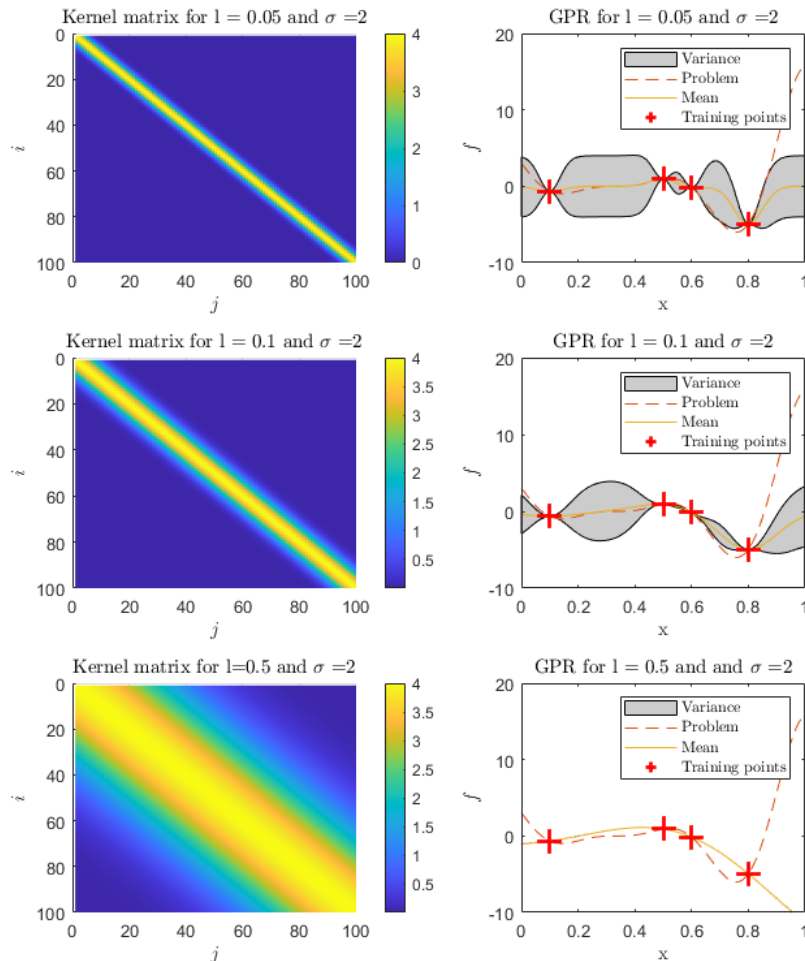 Kernel matrix for l = 0.05 and σ =2
0
20
40
60
80
100
i
0 20 40 60 80 100
j
4
3
2
1
0
GPR for l = 0.05 and σ =2
20
10
0
-10
f
0 0.2 0.4 0.6 0.8 1
x
Variance
Problem
Mean
Training points
Kernel matrix for l = 0.1 and σ =2
0
20
40
60
80
100
i
0 20 40 60 80 100
j
4
3.5
3
2.5
2
1.5
1
0.5
GPR for l = 0.1 and σ =2
20
10
0
-10
f
0 0.2 0.4 0.6 0.8 1
x
Variance
Problem
Mean
Training points
Kernel matrix for l=0.5 and σ =2
0
20
40
60
80
100
i
0 20 40 60 80 100
j
4
3.5
3
2.5
2
1.5
1
0.5
GPR for l = 0.5 and and σ =2
20
10
0
-10
f
0 0.2 0.4 0.6 0.8 1
x
Variance
Problem
Mean
Training points